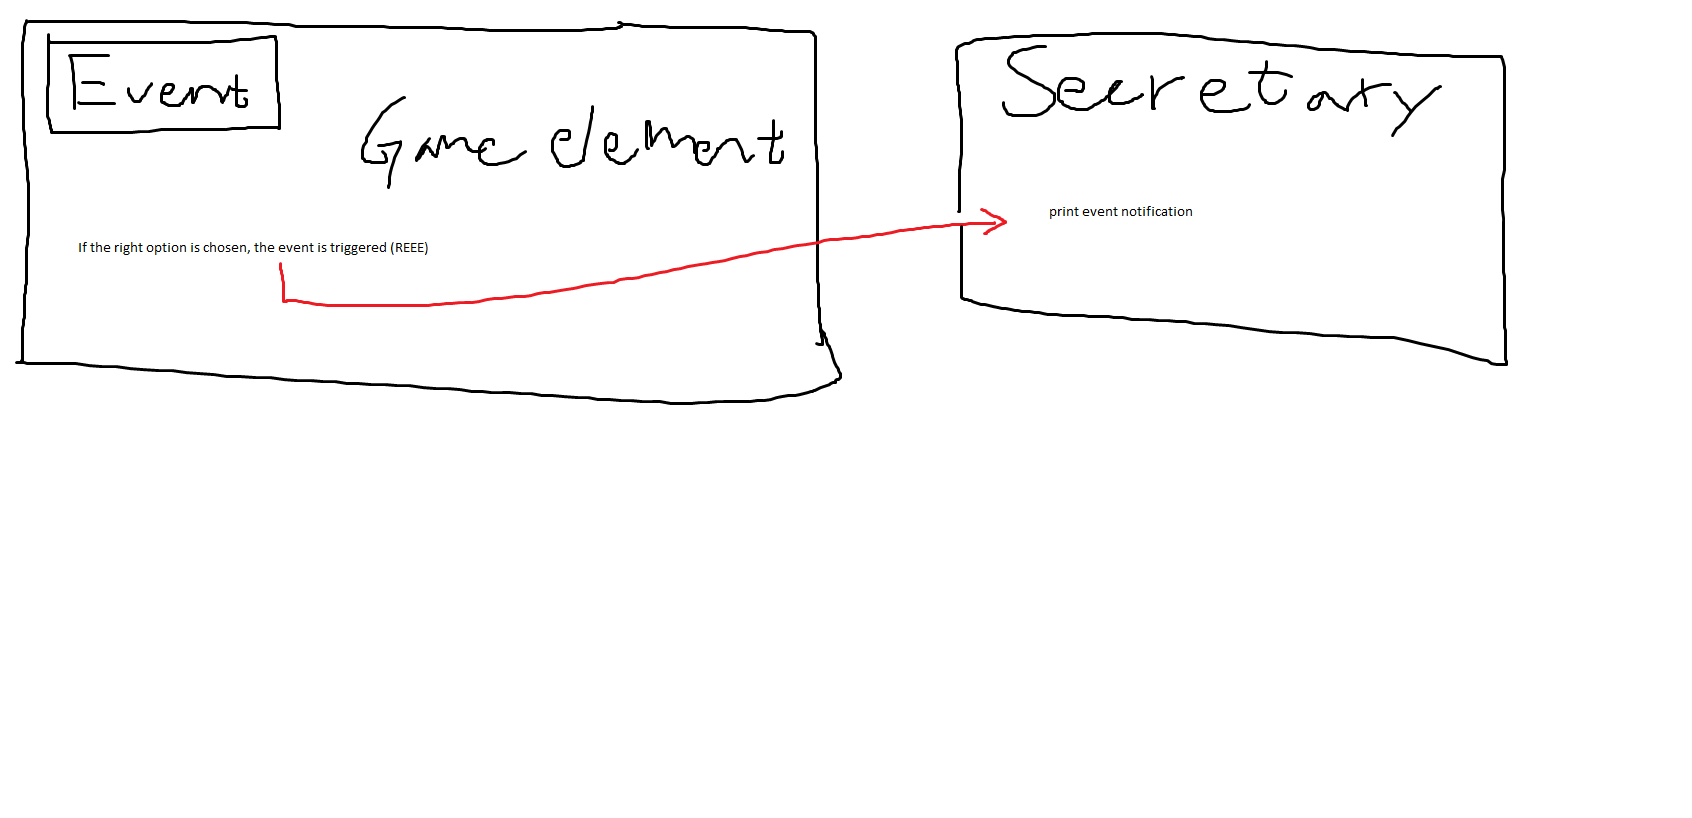 Event
Game element
If the right option is chosen, the event is triggered (REEE)
Secretary
print event notification